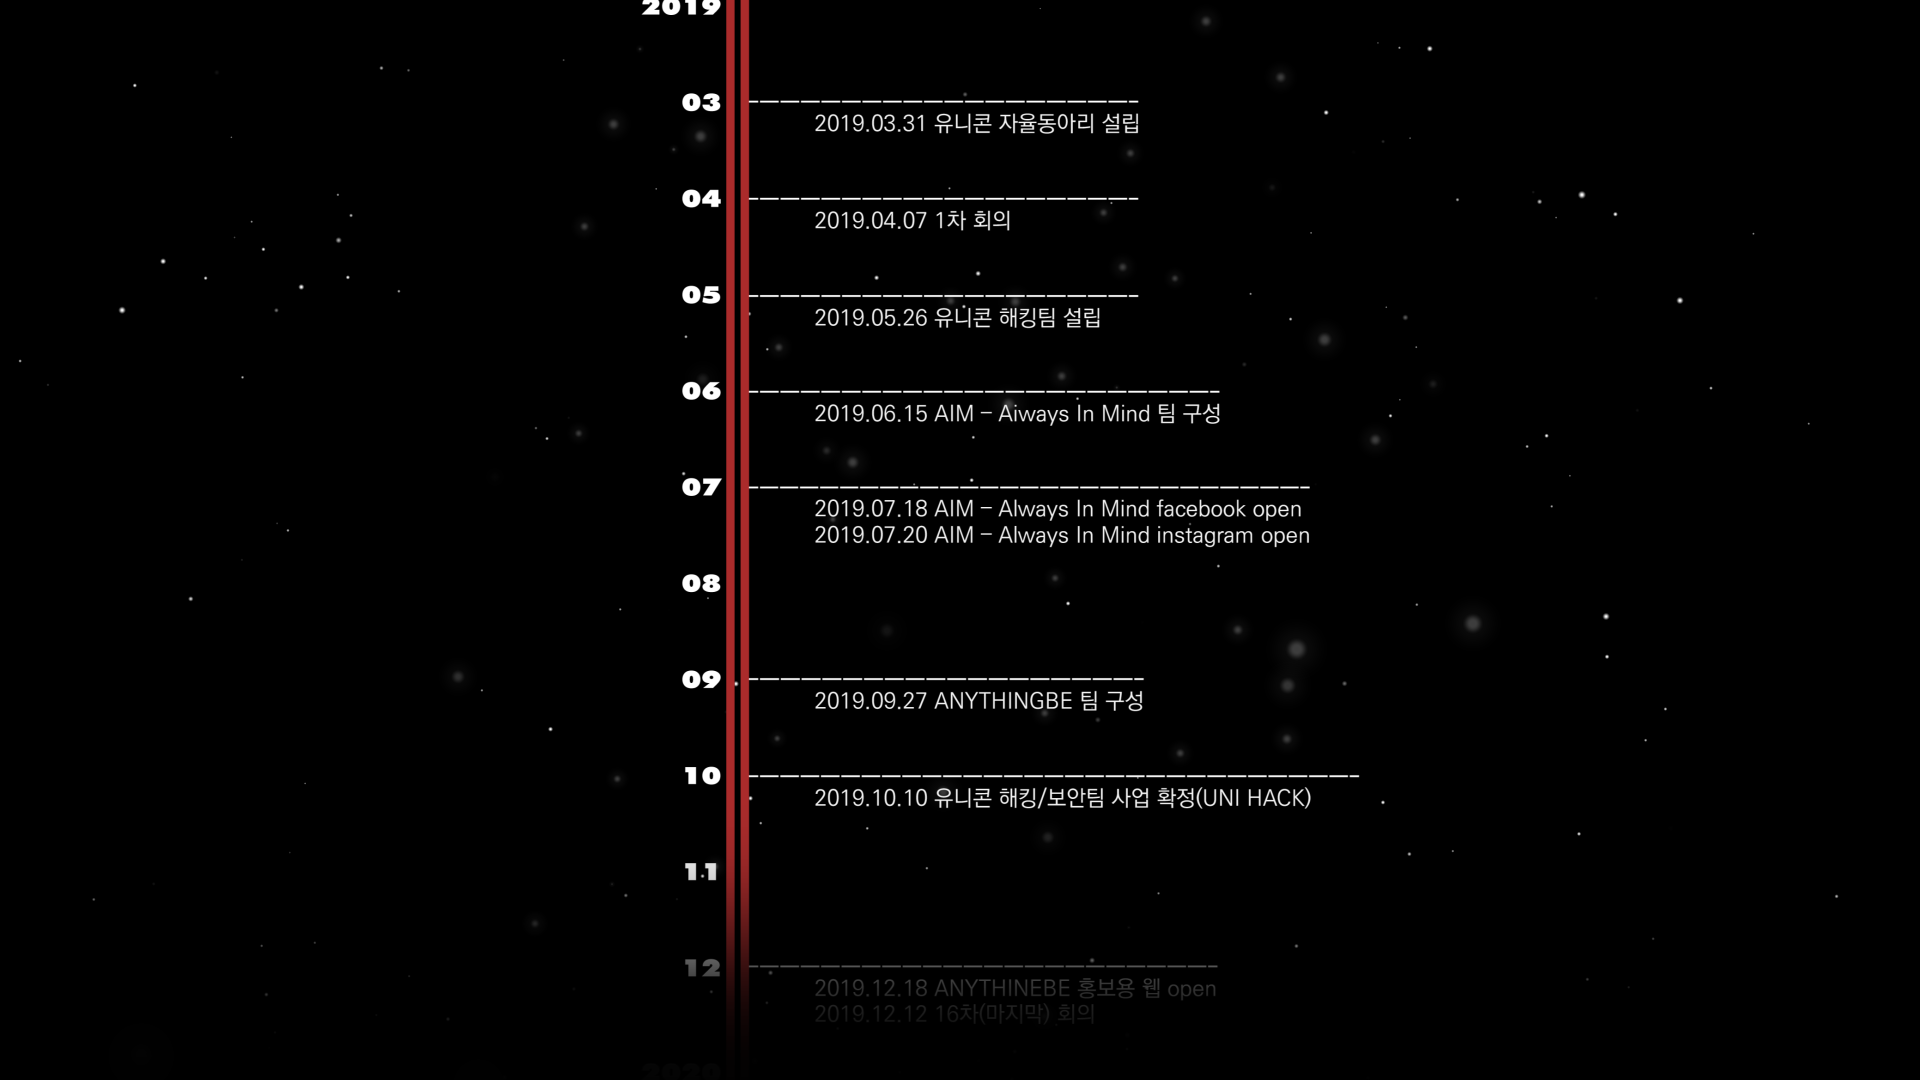 2019
03
2019.03.31 유니콘 자율동아리 설립
04
2019.04.07 1차 회의
05
2019.05.26 유니콘 해킹팀 설립
06
2019.06.15 AIM – Aiways In Mind 팀 구성
07
2019.07.18 AIM – Always In Mind facebook open
2019.07.20 AIM – Always In Mind instagram open
08
09
2019.09.27 ANYTHINGBE 팀 구성
10
2019.10.10 유니콘 해킹/보안팀 사업 확정(UNI HACK)
11
12
2019.12.18 ANYTHINEBE 홍보용 웹 open
2019.12.12 16차(마지막) 회의
2020